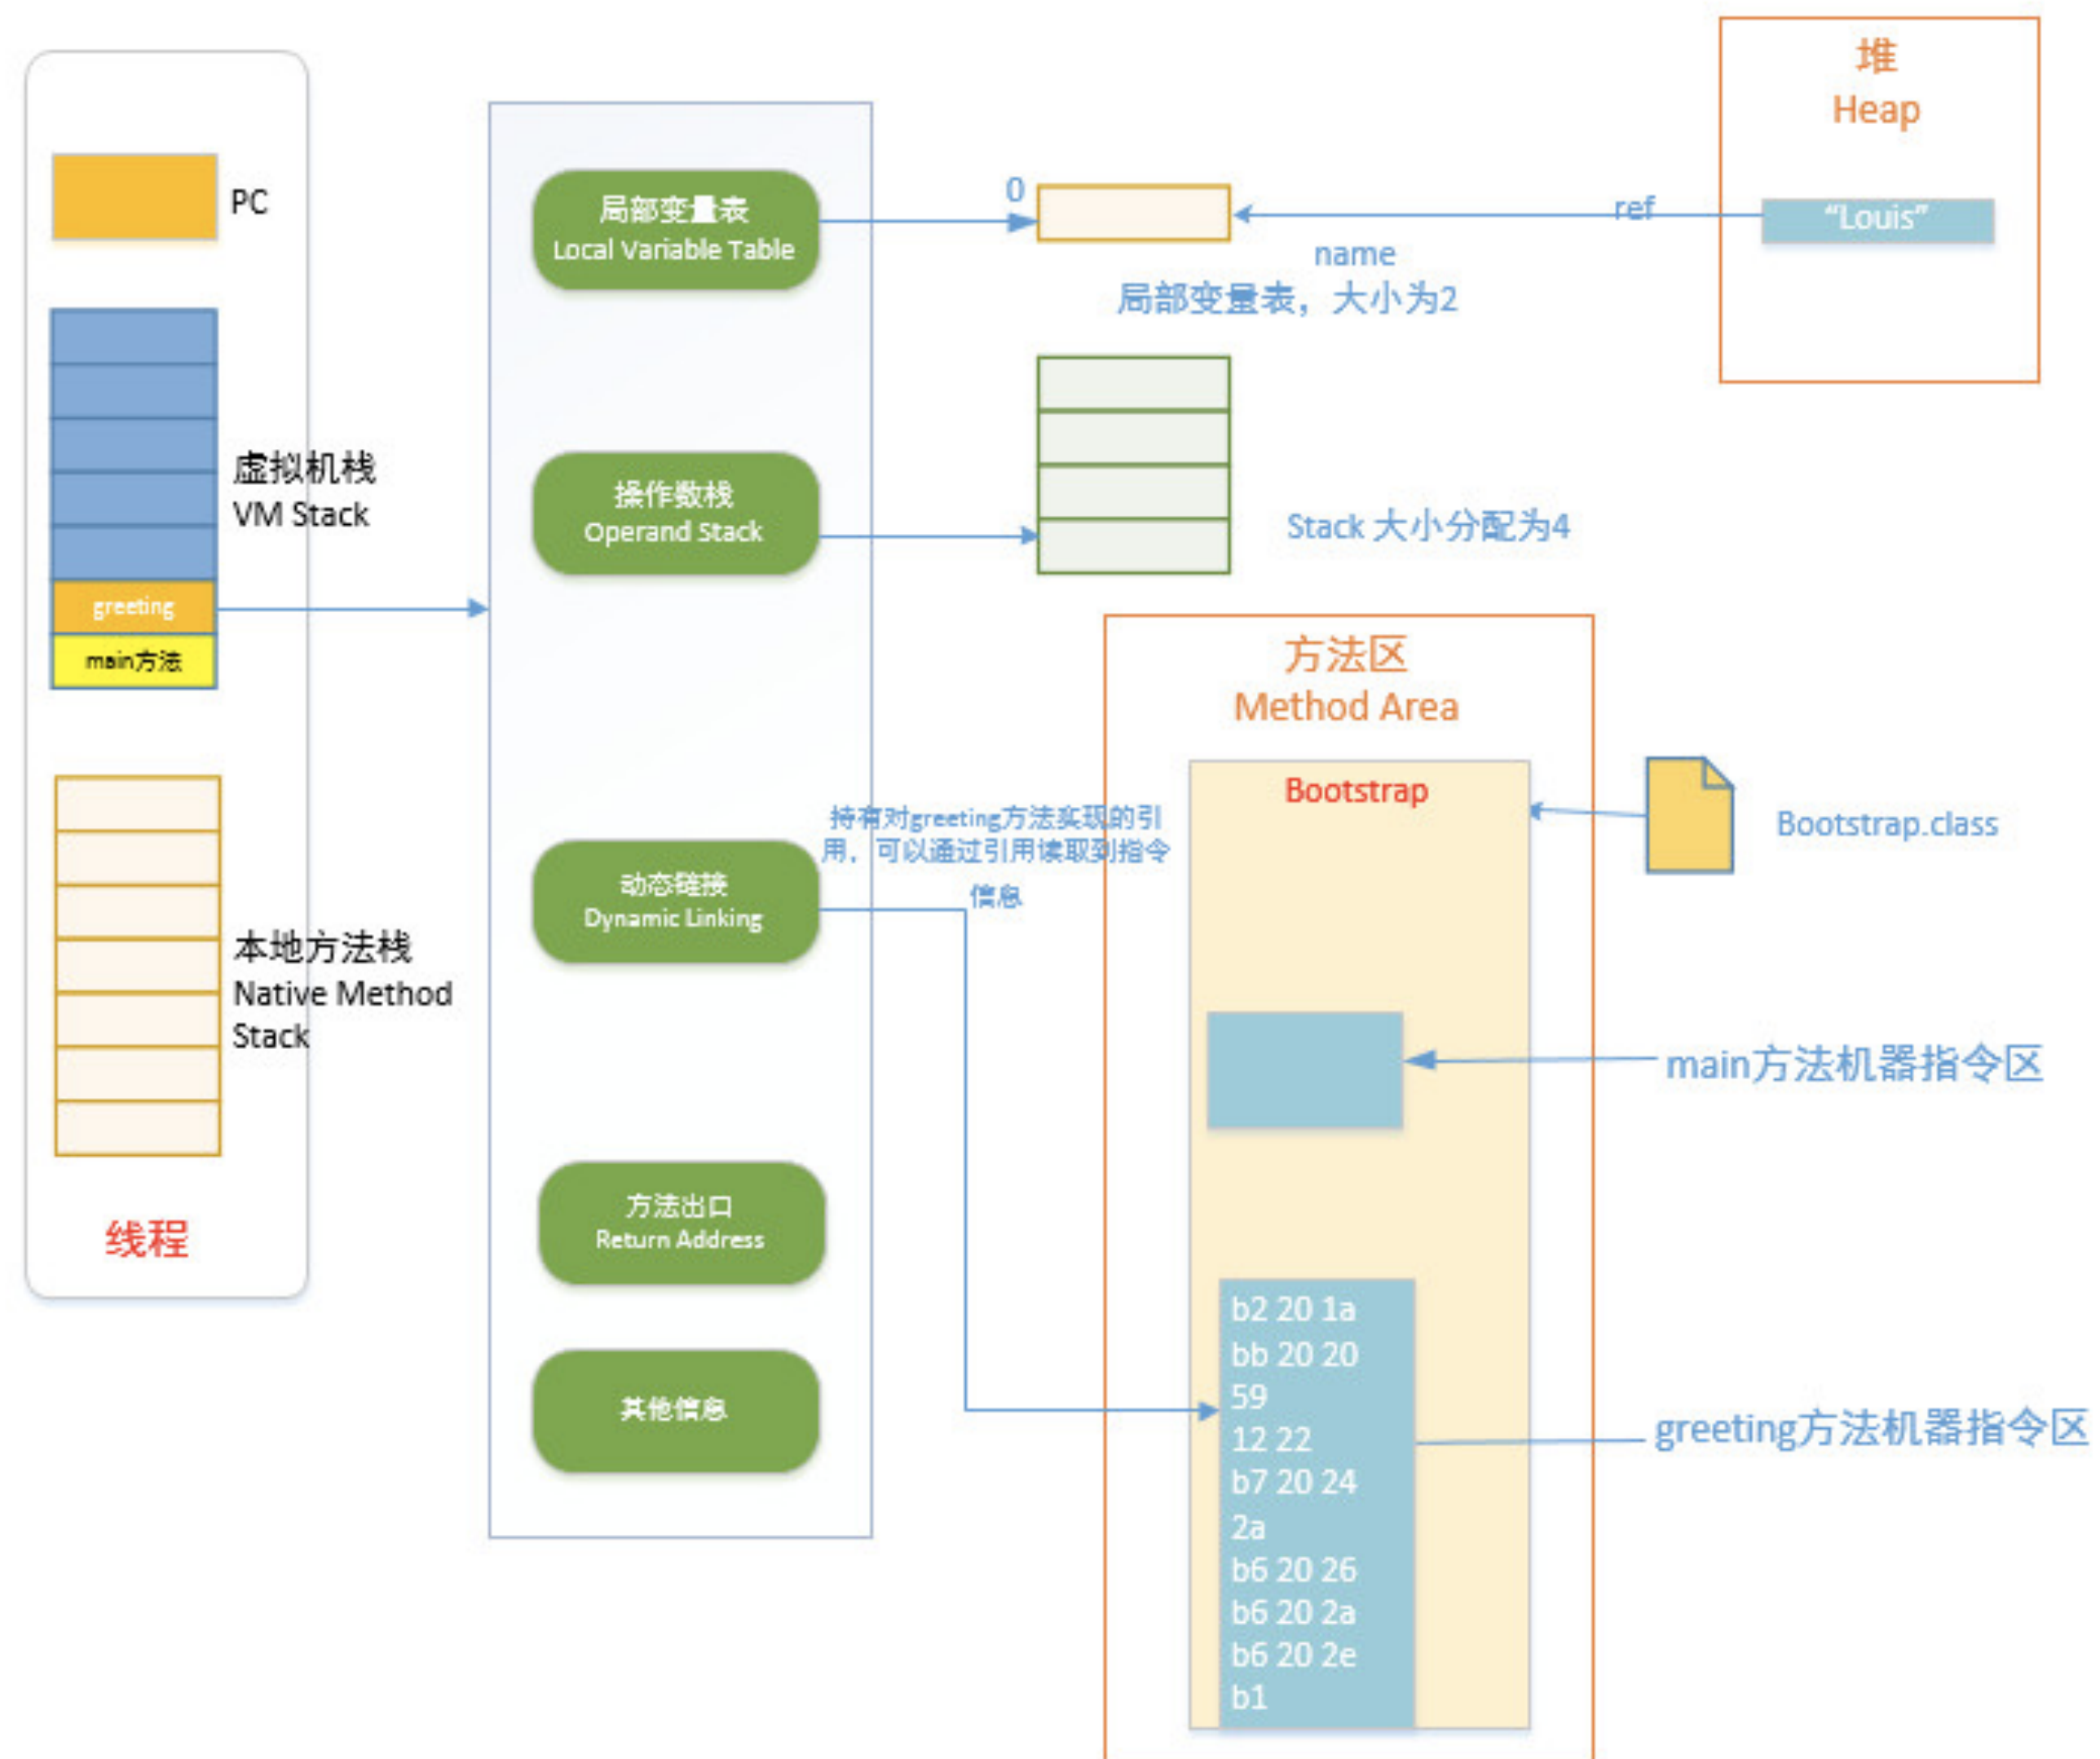 PC
虚拟机栈
VM Stack
greeting
main方法
本地方法栈
Native Method
Stack
线程
局部变量表
Local Variable Table
操作数栈
Operand Stack
动态链接
Dynamic Linking
方法出口
Return Address
其他信息
0
name
局部变量表，大小为2
ref
堆
Heap
“Louis”
Stack 大小分配为4
持有对greeting方法实现的引
用，可以通过引用读取到指令
信息
方法区
Method Area
Bootstrap
Bootstrap.class
main方法机器指令区
b2 20 1a
bb 20 20
59
12 22
b7 20 24
2a
b6 20 26
b6 20 2a
b6 20 2e
b1
greeting方法机器指令区